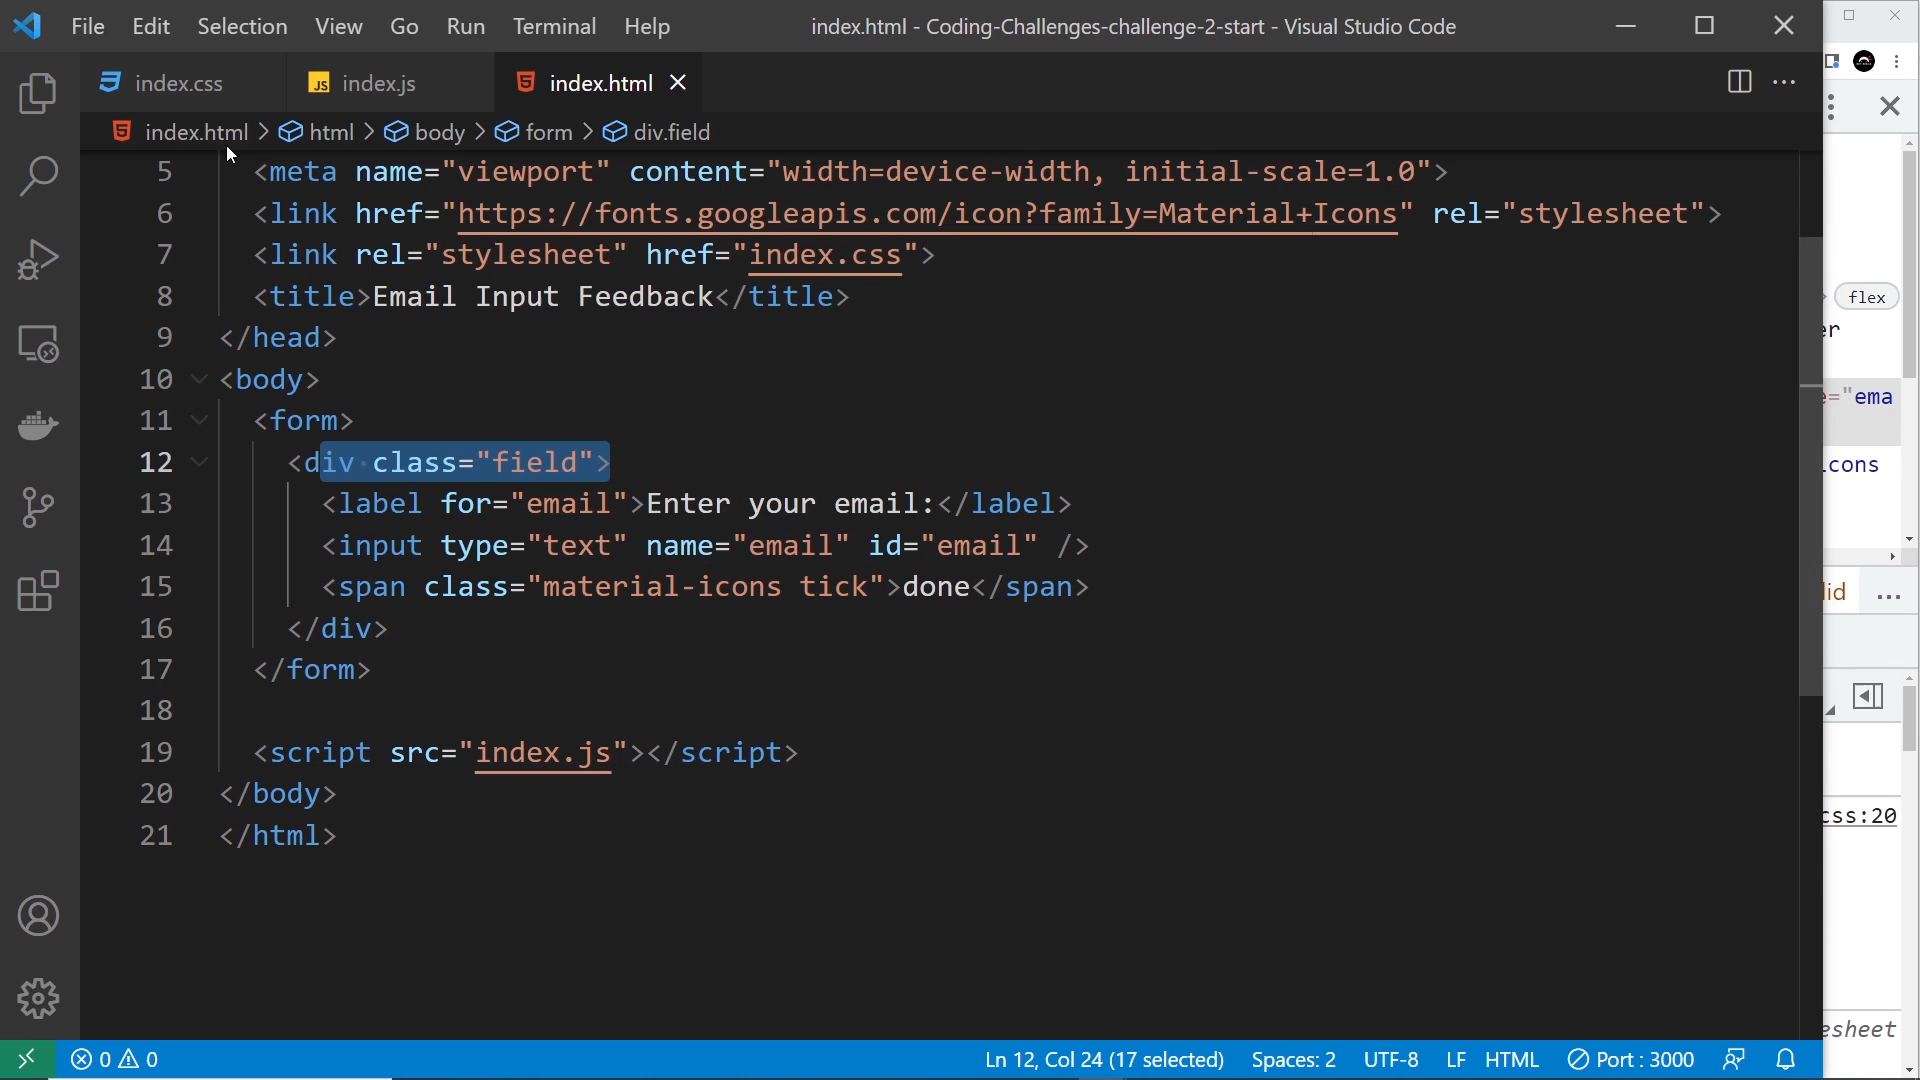 File Edit Selection View Go Run Terminal Help index.html - Coding-Challenges-challenge-2-start - Visual Studio Code
index.css JS index.js index.html
index.html > html > body > form > div.field
5 <meta name="viewport" content="width=device-width, initial-scale=1.0">
6 <link href="https://fonts.googleapis.com/icon?family=Material+Icons" rel="stylesheet">
7 <link rel="stylesheet" href="index.css">
8 <title>Email Input Feedback</title>
9 </head>
10 <body>
11 <form>
12 <div class="field">
13 <label for="email">Enter your email:</label>
14 <input type="text" name="email" id="email" />
15 <span class="material-icons tick">done</span>
16 </div>
17 </form>
18
19 <script src="index.js"></script>
20 </body>
21 </html>
flex
er
="ema
icons
lid ...
css:20
esheet
0 0 Ln 12, Col 24 (17 selected) Spaces: 2 UTF-8 LF HTML Port : 3000